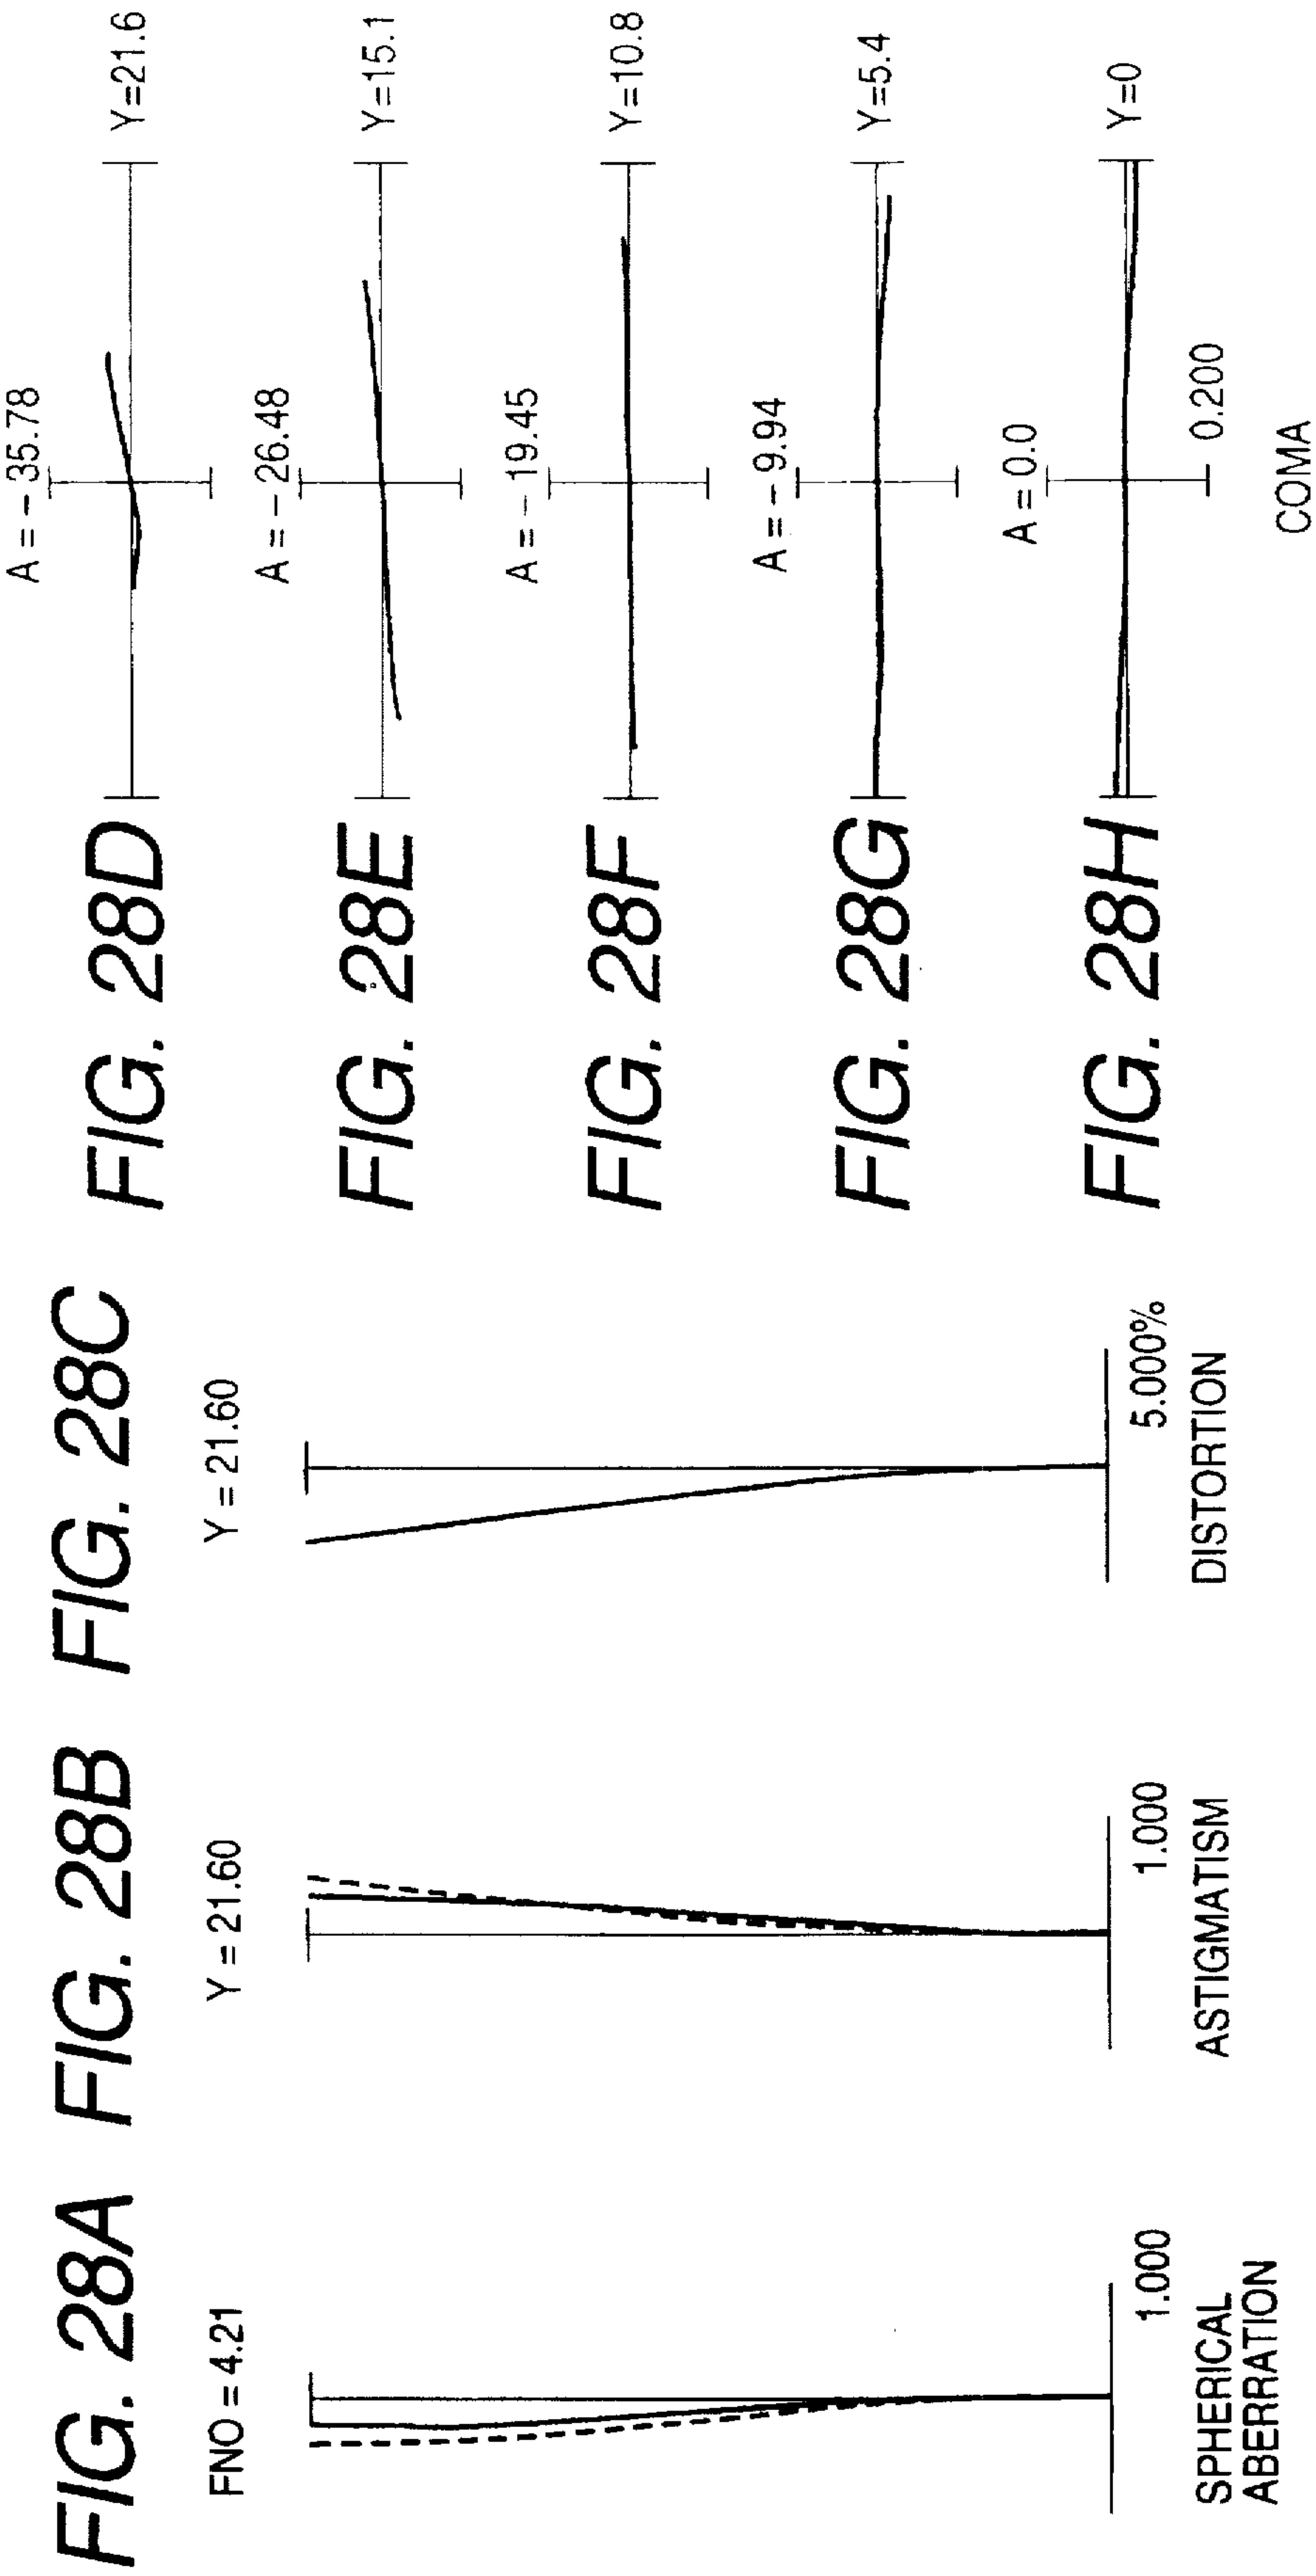 FIG. 28A
FNO = 4.21
1.000
SPHERICAL
ABERRATION
FIG. 28B
Y = 21.60
1.000
ASTIGMATISM
FIG. 28C
Y = 21.60
5.000%
DISTORTION
FIG. 28D
A = -35.78
Y=21.6
FIG. 28E
A = -26.48
Y=15.1
FIG. 28F
A = -19.45
Y=10.8
FIG. 28G
A = -9.94
Y=5.4
FIG. 28H
A = 0.0
Y=0
0.200
COMA